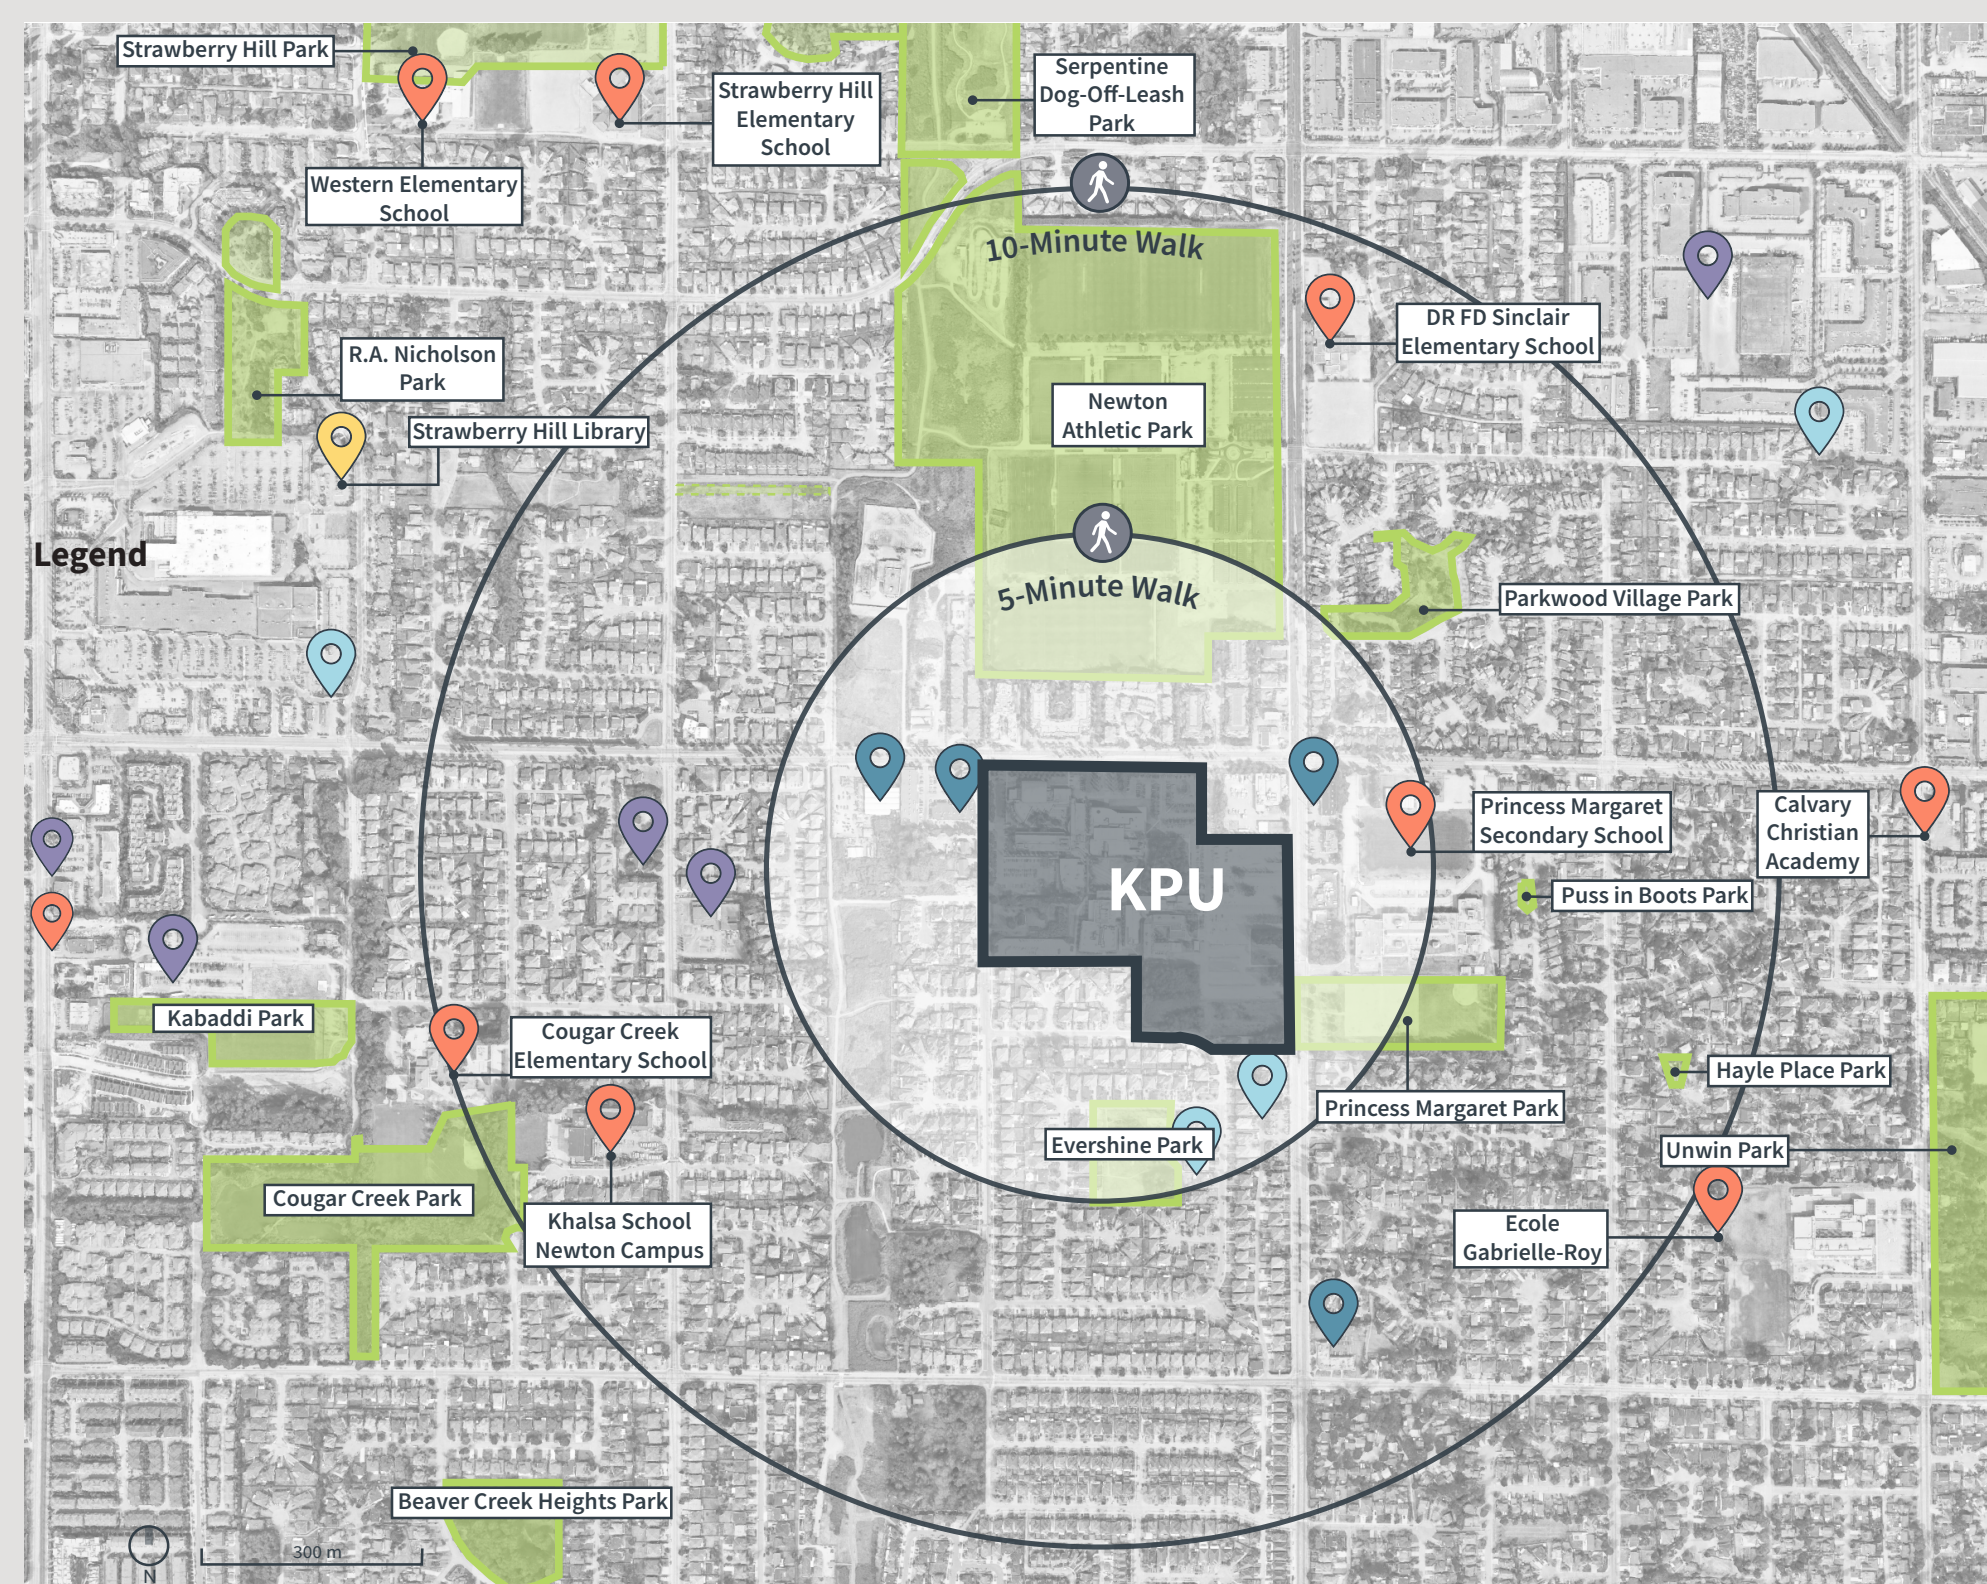 Strawberry Hill Park
Serpentine
Dog-Off-Leash
Park
Strawberry Hill
Elementary
School
Western Elementary
School
10-Minute Walk
DR FD Sinclair
Elementary School
R.A. Nicholson
Park
Newton
Athletic Park
Strawberry Hill Library
Legend
5-Minute Walk
Parkwood Village Park
Princess Margaret
Secondary School
Calvary
Christian
Academy
KPU
Puss in Boots Park
Kabaddi Park
Cougar Creek
Elementary School
Hayle Place Park
Princess Margaret Park
Evershine Park
Unwin Park
Cougar Creek Park
Khalsa School
Newton Campus
Ecole
Gabrielle-Roy
Beaver Creek Heights Park
300 m
N